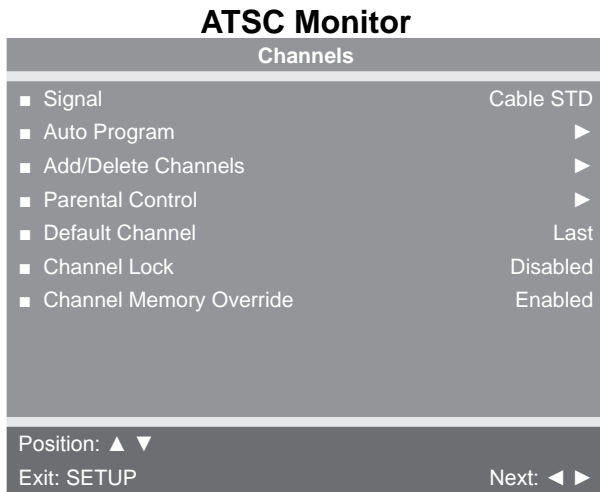 ATSC Monitor
Channels
■ Signal Cable STD
■ Auto Program ►
■ Add/Delete Channels ►
■ Parental Control ►
■ Default Channel Last
■ Channel Lock Disabled
■ Channel Memory Override Enabled
Position: ▲ ▼
Exit: SETUP Next: ◄ ►